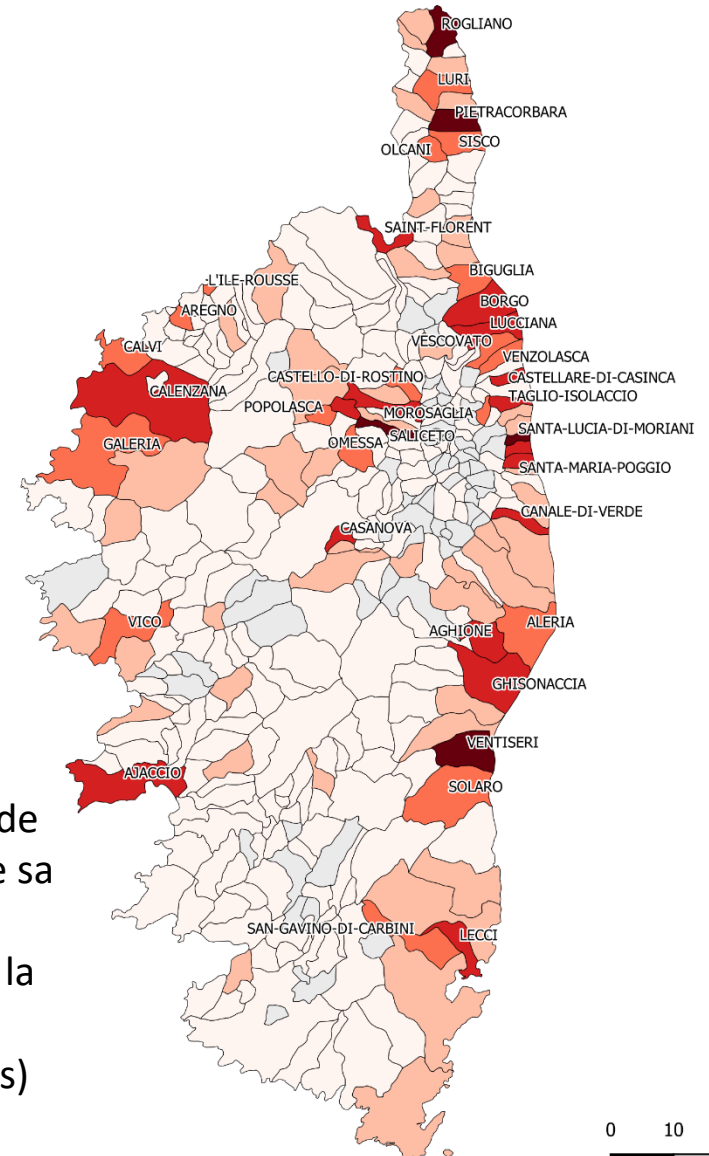 ROGLIANO
LURI
PIETRACORBARA
OLCANI
SISCO
SAINT-FLORENT
BIGUGLIA
L'ILE-ROUSSE
BORGO
AREGNO
LUCCIANA
VESCOVATO
CALVI
VENZOLASCA
CASTELLO-DI-ROSTINO
CASTELLARE-DI-CASINCA
CALENZANA
TAGLIO-ISOLACCIO
POPOLASCA
MOROSAGLIA
SANTA-LUCIA-DI-MORIANI
GALERIA
OMESSA
SALICETO
SANTA-MARIA-POGGIO
CANALE-DI-VERDE
CASANOVA
VICO
ALERIA
AGHIONE
GHISONACCIA
VENTISERI
AJACCIO
SOLARO
de
e sa
SAN-GAVINO-DI-CARBINI
LECCI
la
s)
0 10